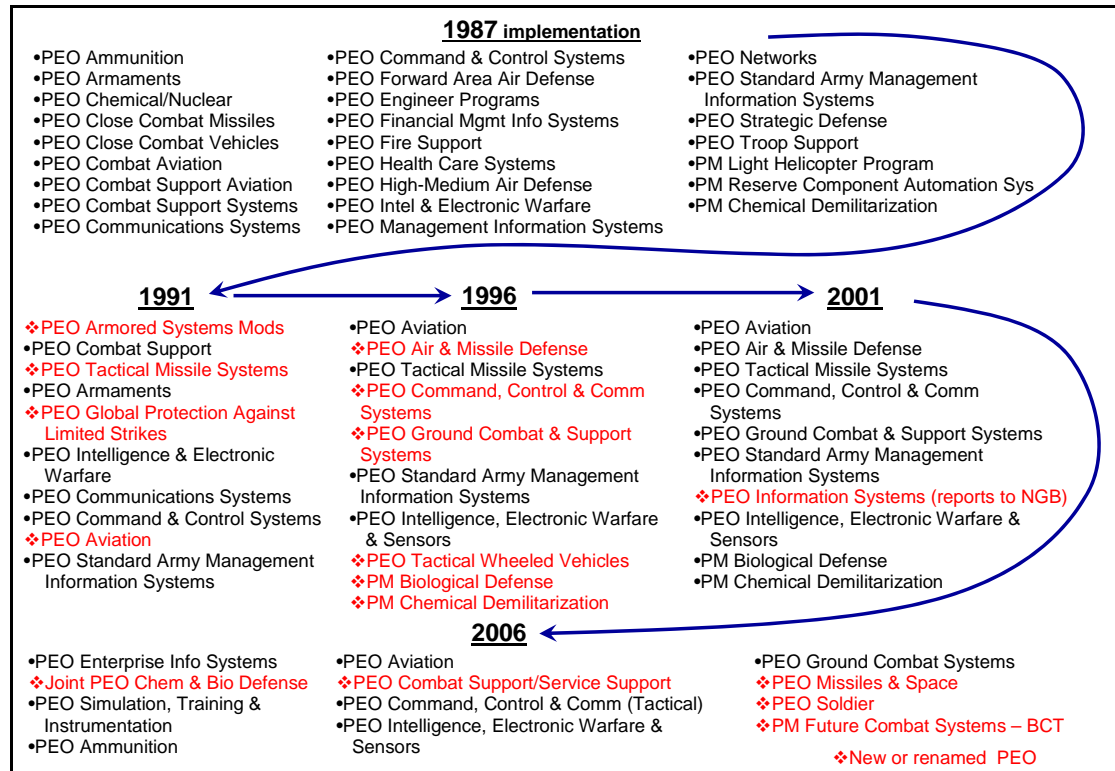 1987 implementation
•PEO Ammunition
•PEO Armaments
•PEO Chemical/Nuclear
•PEO Close Combat Missiles
•PEO Close Combat Vehicles
•PEO Combat Aviation
•PEO Combat Support Aviation
•PEO Combat Support Systems
•PEO Communications Systems
•PEO Command & Control Systems
•PEO Forward Area Air Defense
•PEO Engineer Programs
•PEO Financial Mgmt Info Systems
•PEO Fire Support
•PEO Health Care Systems
•PEO High-Medium Air Defense
•PEO Intel & Electronic Warfare
•PEO Management Information Systems
•PEO Networks
•PEO Standard Army Management
Information Systems
•PEO Strategic Defense
•PEO Troop Support
•PM Light Helicopter Program
•PM Reserve Component Automation Sys
•PM Chemical Demilitarization
1991
❖PEO Armored Systems Mods
•PEO Combat Support
❖PEO Tactical Missile Systems
•PEO Armaments
❖PEO Global Protection Against
Limited Strikes
•PEO Intelligence & Electronic
Warfare
•PEO Communications Systems
•PEO Command & Control Systems
❖PEO Aviation
•PEO Standard Army Management
Information Systems
1996
•PEO Aviation
❖PEO Air & Missile Defense
•PEO Tactical Missile Systems
❖PEO Command, Control & Comm
Systems
❖PEO Ground Combat & Support
Systems
•PEO Standard Army Management
Information Systems
•PEO Intelligence, Electronic Warfare
& Sensors
❖PEO Tactical Wheeled Vehicles
❖PM Biological Defense
❖PM Chemical Demilitarization
2001
•PEO Aviation
•PEO Air & Missile Defense
•PEO Tactical Missile Systems
•PEO Command, Control & Comm
Systems
•PEO Ground Combat & Support Systems
•PEO Standard Army Management
Information Systems
❖PEO Information Systems (reports to NGB)
•PEO Intelligence, Electronic Warfare &
Sensors
•PM Biological Defense
•PM Chemical Demilitarization
2006
•PEO Enterprise Info Systems
❖Joint PEO Chem & Bio Defense
•PEO Simulation, Training &
Instrumentation
•PEO Ammunition
•PEO Aviation
❖PEO Combat Support/Service Support
•PEO Command, Control & Comm (Tactical)
•PEO Intelligence, Electronic Warfare &
Sensors
•PEO Ground Combat Systems
❖PEO Missiles & Space
❖PEO Soldier
❖PM Future Combat Systems – BCT
❖New or renamed PEO